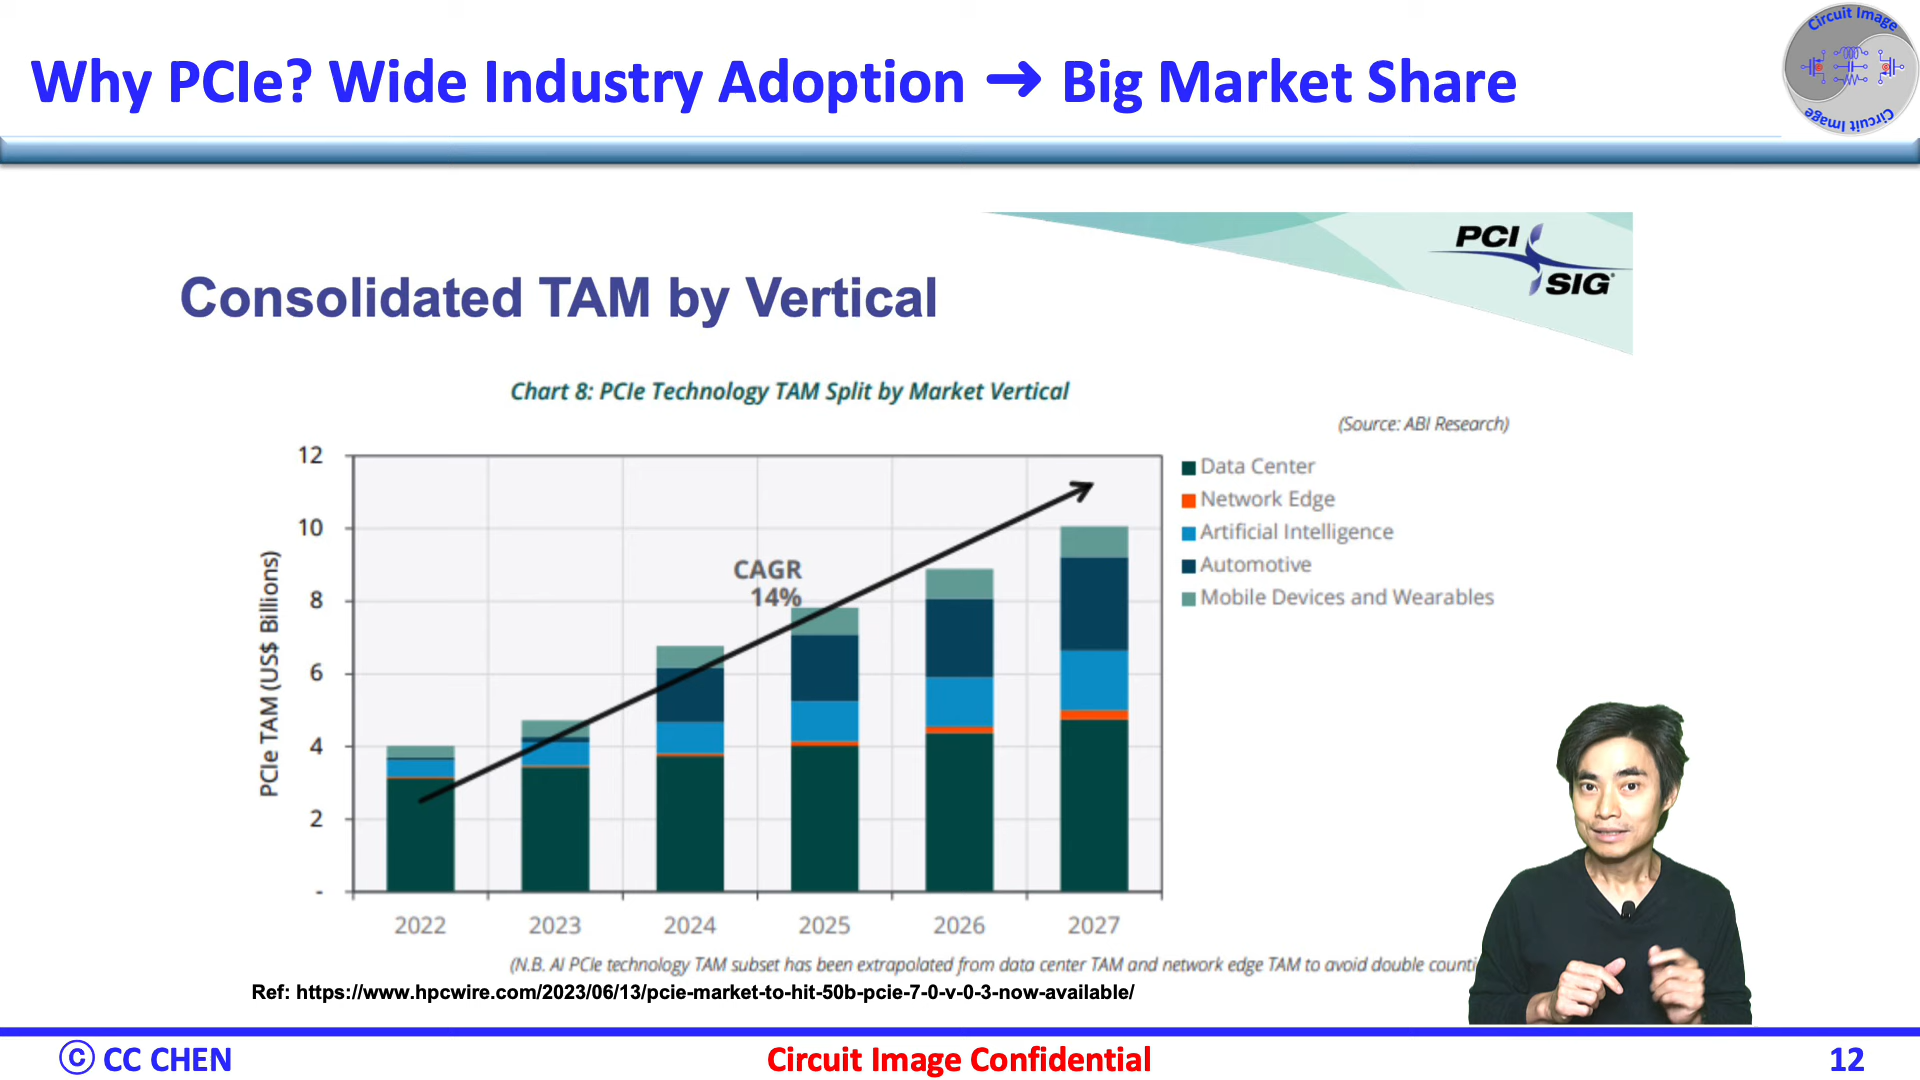 Why PCIe? Wide Industry Adoption ➜ Big Market Share
Circuit Image
Circuit Image
PCI
SIG
Consolidated TAM by Vertical
Chart 8: PCIe Technology TAM Split by Market Vertical
(Source: ABI Research)
PCIe TAM (US$ Billions)
12
10
8
6
4
2
-
CAGR
14%
Data Center
Network Edge
Artificial Intelligence
Automotive
Mobile Devices and Wearables
2022 2023 2024 2025 2026 2027
(N.B. AI PCIe technology TAM subset has been extrapolated from data center TAM and network edge TAM to avoid double counti
Ref: https://www.hpcwire.com/2023/06/13/pcie-market-to-hit-50b-pcie-7-0-v-0-3-now-available/
© CC CHEN
Circuit Image Confidential
12